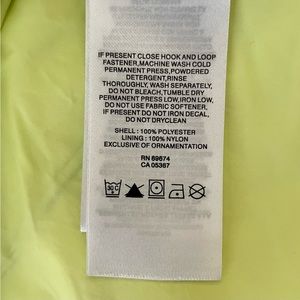 IF PRESENT CLOSE HOOK AND LOOP
FASTENER,MACHINE WASH COLD
PERMANENT PRESS,POWDERED
DETERGENT,RINSE
THOROUGHLY, WASH SEPARATELY,
DO NOT BLEACH,TUMBLE DRY
PERMANENT PRESS LOW,IRON LOW,
DO NOT USE FABRIC SOFTENER,
IF PRESENT DO NOT IRON DECAL,
DO NOT DRYCLEAN
SHELL : 100% POLYESTER
LINING : 100% NYLON
EXCLUSIVE OF ORNAMENTATION
RN 69674
CA 05367